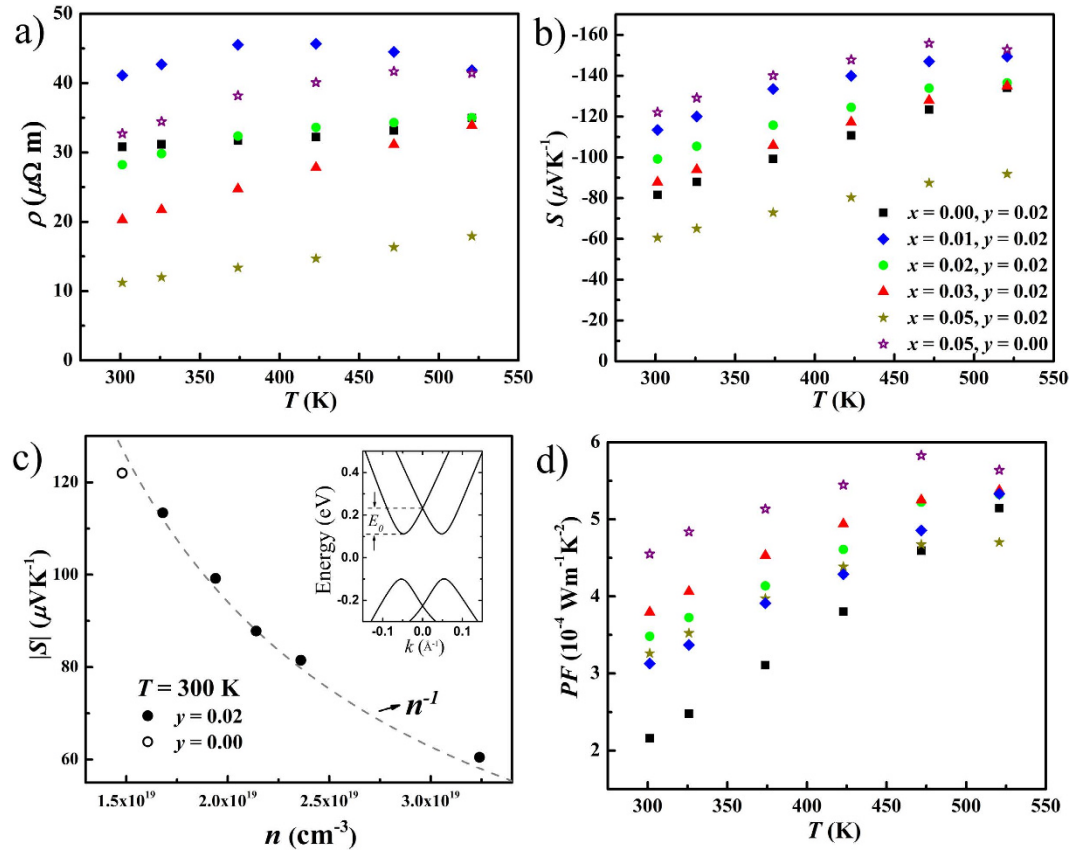 a)
50
40
30
20
10
0
ρ (μΩ m)
300 350 400 450 500 550
T (K)
b)
-160
-140
-120
-100
-80
-60
-40
-20
0
S (μVK⁻¹)
x = 0.00, y = 0.02
x = 0.01, y = 0.02
x = 0.02, y = 0.02
x = 0.03, y = 0.02
x = 0.05, y = 0.02
x = 0.05, y = 0.00
300 350 400 450 500 550
T (K)
c)
120
100
80
60
|S| (μVK⁻¹)
T = 300 K
y = 0.02
y = 0.00
n⁻¹
0.4
0.2
0.0
-0.2
Energy (eV)
E₀
-0.1 0.0 0.1
k (Å⁻¹)
1.5x10¹⁹ 2.0x10¹⁹ 2.5x10¹⁹ 3.0x10¹⁹
n (cm⁻³)
d)
6
5
4
3
2
PF (10⁻⁴ Wm⁻¹K⁻²)
300 350 400 450 500 550
T (K)